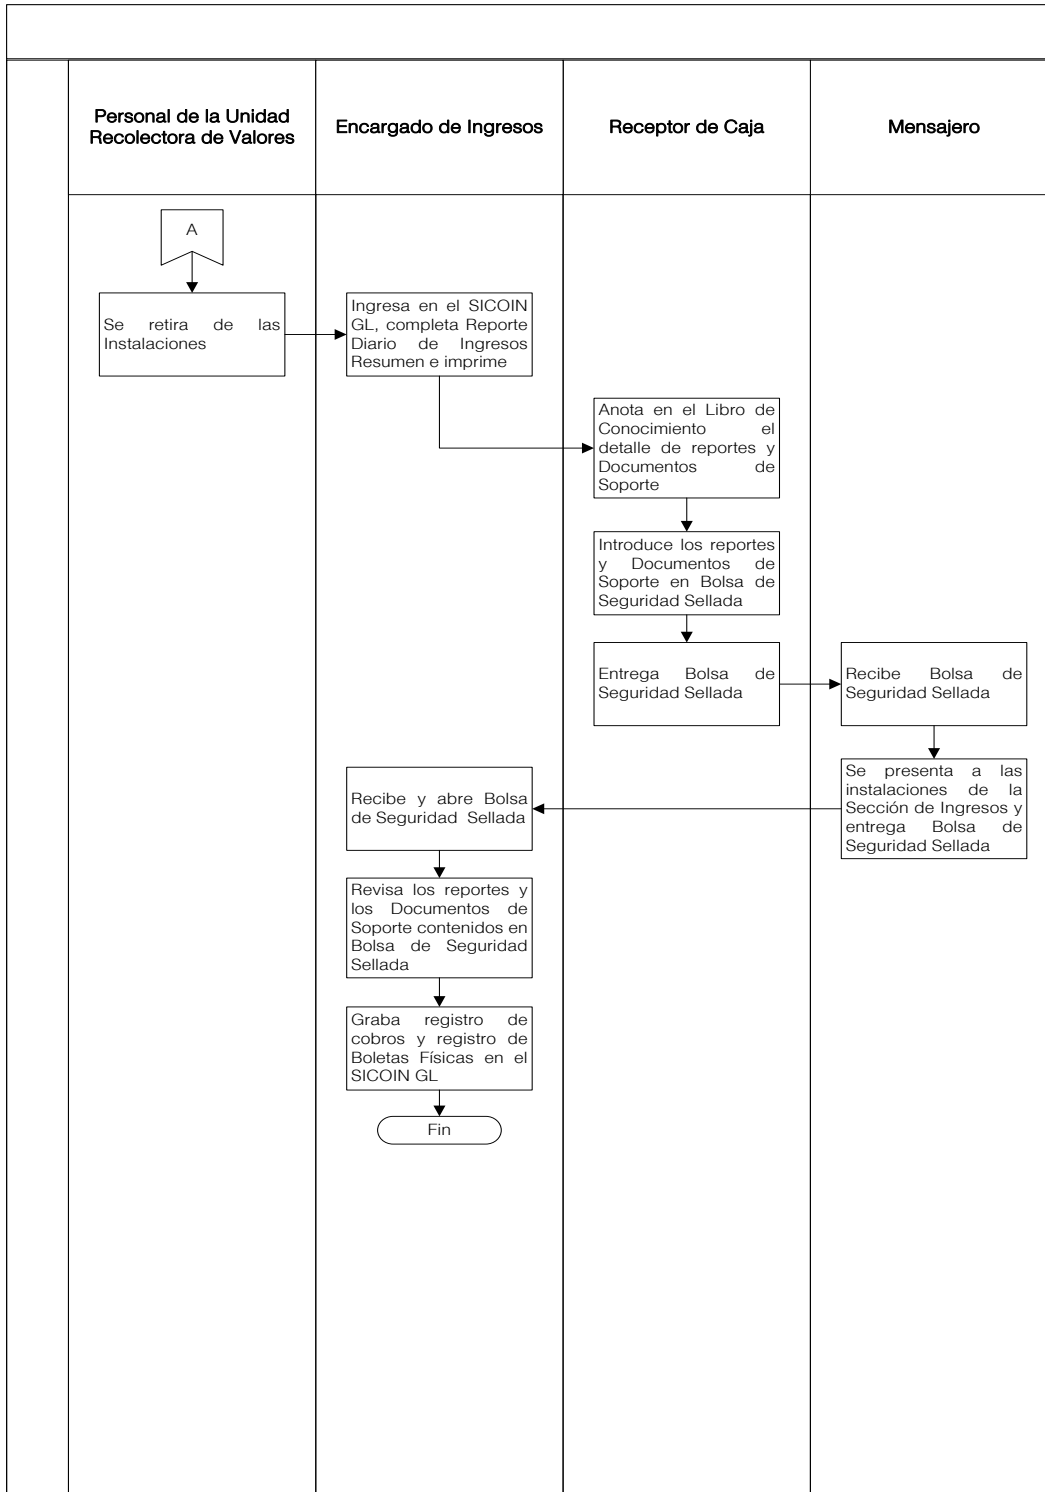 Personal de la Unidad
Recolectora de Valores
Encargado de Ingresos
Receptor de Caja
Mensajero
A
Se retira de las
Instalaciones
Ingresa en el SICOIN
GL, completa Reporte
Diario de Ingresos
Resumen e imprime
Anota en el Libro de
Conocimiento el
detalle de reportes y
Documentos de
Soporte
Introduce los reportes
y Documentos de
Soporte en Bolsa de
Seguridad Sellada
Entrega Bolsa de
Seguridad Sellada
Recibe Bolsa de
Seguridad Sellada
Se presenta a las
instalaciones de la
Sección de Ingresos y
entrega Bolsa de
Seguridad Sellada
Recibe y abre Bolsa
de Seguridad Sellada
Revisa los reportes y
los Documentos de
Soporte contenidos en
Bolsa de Seguridad
Sellada
Graba registro de
cobros y registro de
Boletas Físicas en el
SICOIN GL
Fin